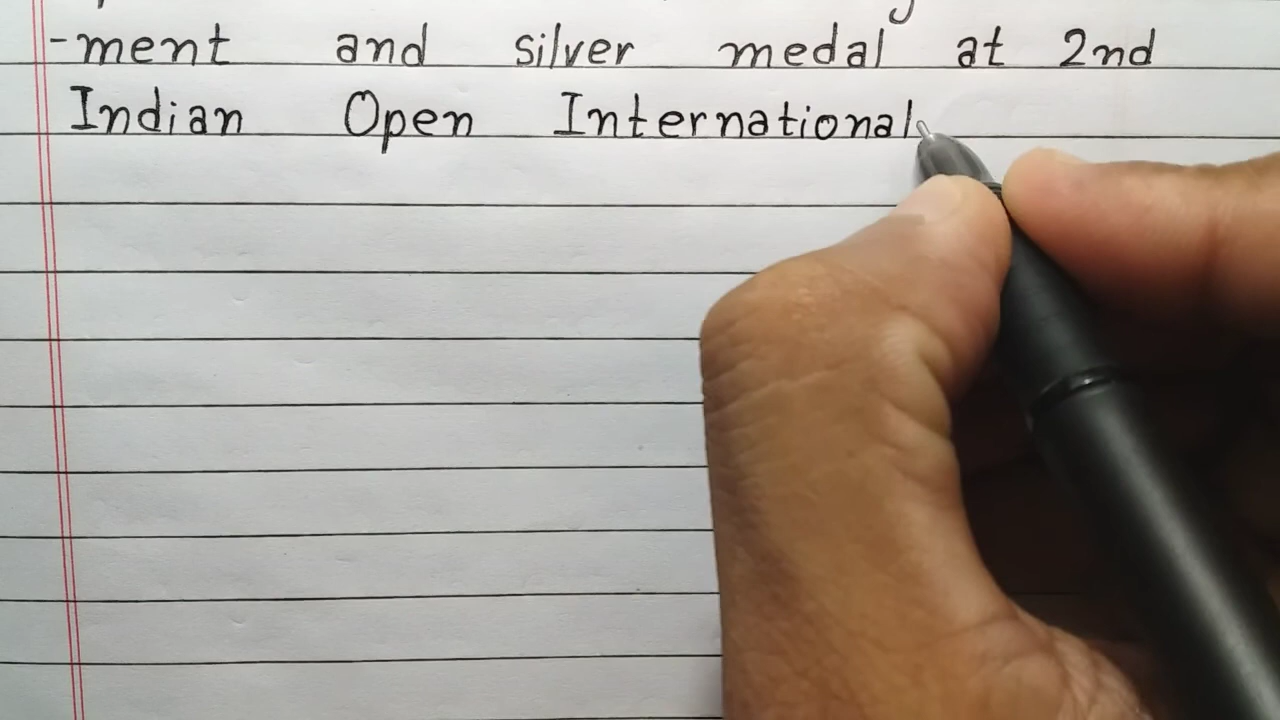 -ment and silver medal at 2nd
Indian Open International